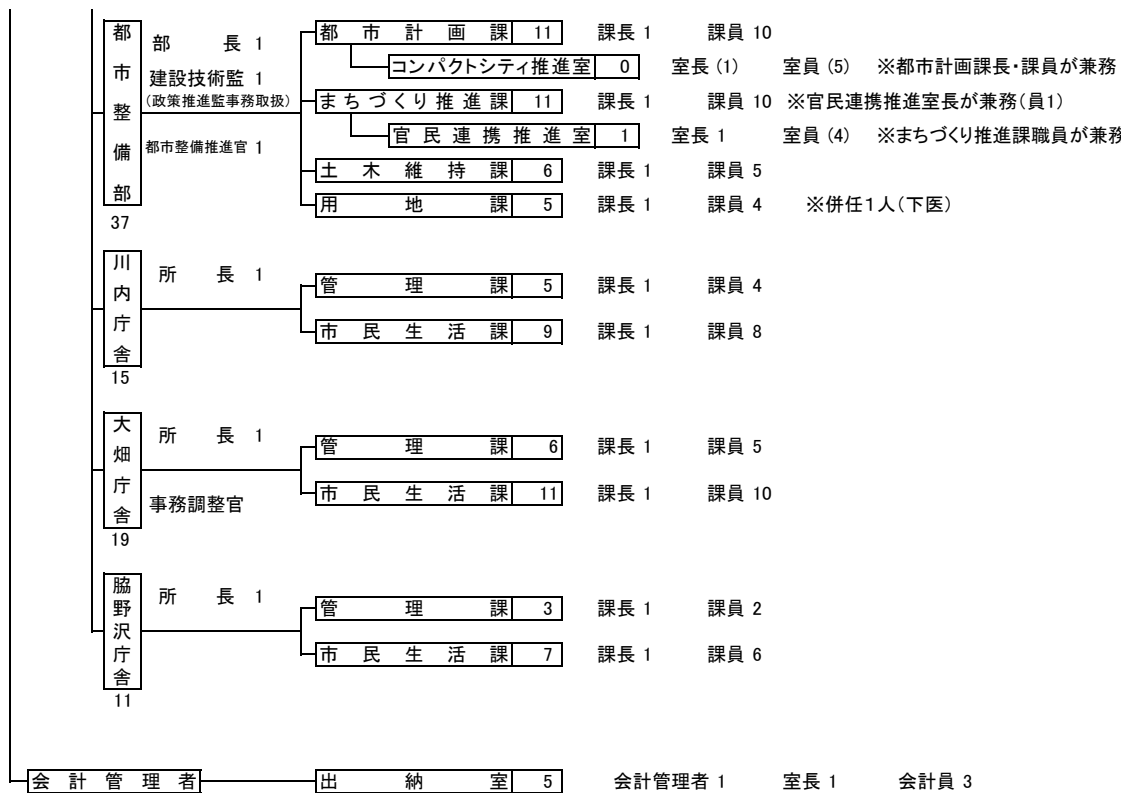 都市整備部
37
部長 1
建設技術監 1
(政策推進監事務取扱)
都市整備推進官 1
都市計画課 11 課長 1 課員 10
コンパクトシティ推進室 0 室長 (1) 室員 (5) ※都市計画課長・課員が兼務
まちづくり推進課 11 課長 1 課員 10 ※官民連携推進室長が兼務(員1)
官民連携推進室 1 室長 1 室員 (4) ※まちづくり推進課職員が兼務
土木維持課 6 課長 1 課員 5
用地課 5 課長 1 課員 4 ※併任1人(下医)
川内庁舎
15
所長 1
管理課 5 課長 1 課員 4
市民生活課 9 課長 1 課員 8
大畑庁舎
19
所長 1
事務調整官
管理課 6 課長 1 課員 5
市民生活課 11 課長 1 課員 10
脇野沢庁舎
11
所長 1
管理課 3 課長 1 課員 2
市民生活課 7 課長 1 課員 6
会計管理者 出納室 5 会計管理者 1 室長 1 会計員 3